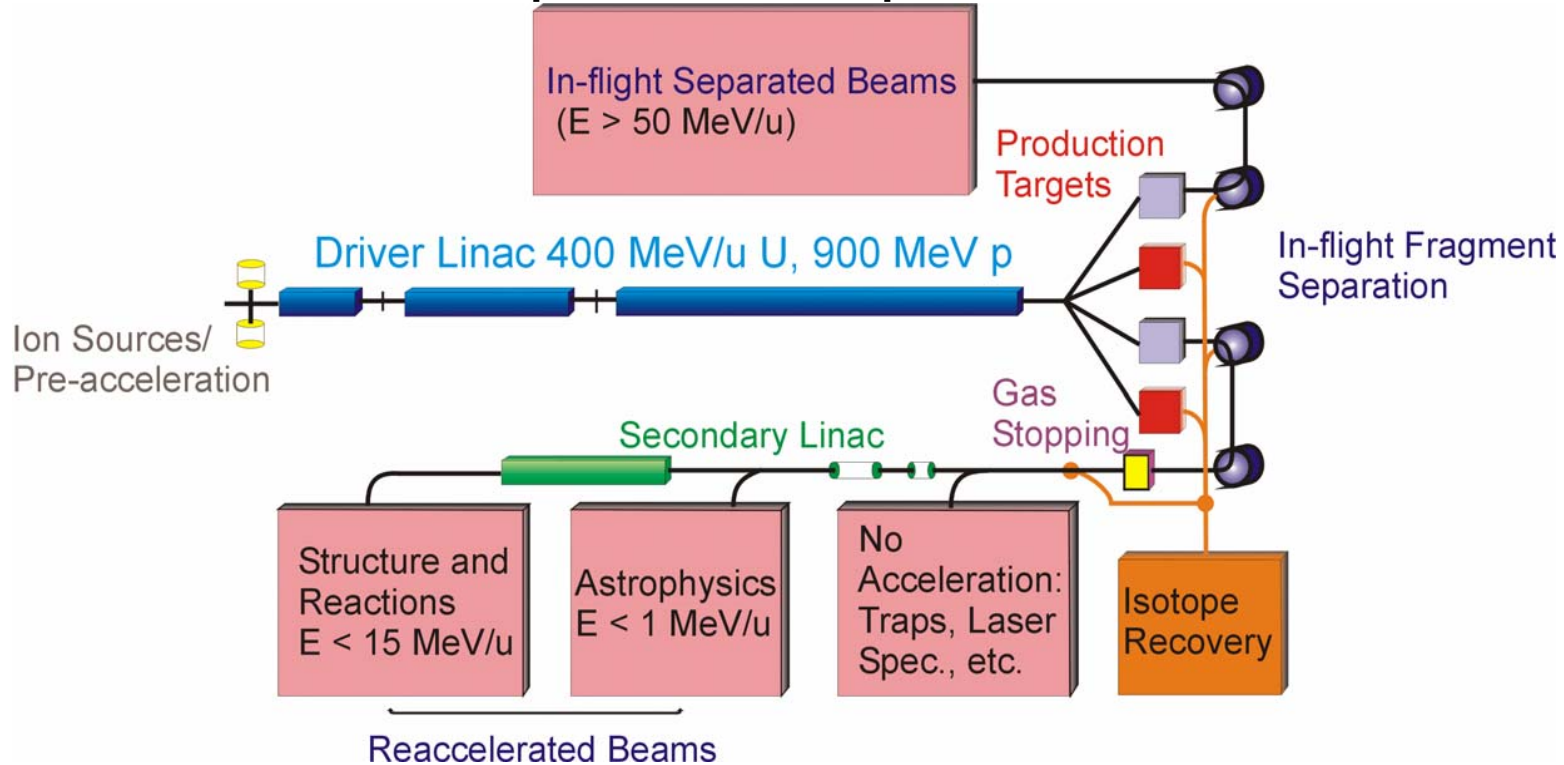 In-flight Separated Beams
(E > 50 MeV/u)
Production
Targets
Driver Linac 400 MeV/u U, 900 MeV p
In-flight Fragment
Separation
Ion Sources/
Pre-acceleration
Gas
Stopping
Secondary Linac
Structure and
Reactions
E < 15 MeV/u
Astrophysics
E < 1 MeV/u
No
Acceleration:
Traps, Laser
Spec., etc.
Isotope
Recovery
Reaccelerated Beams